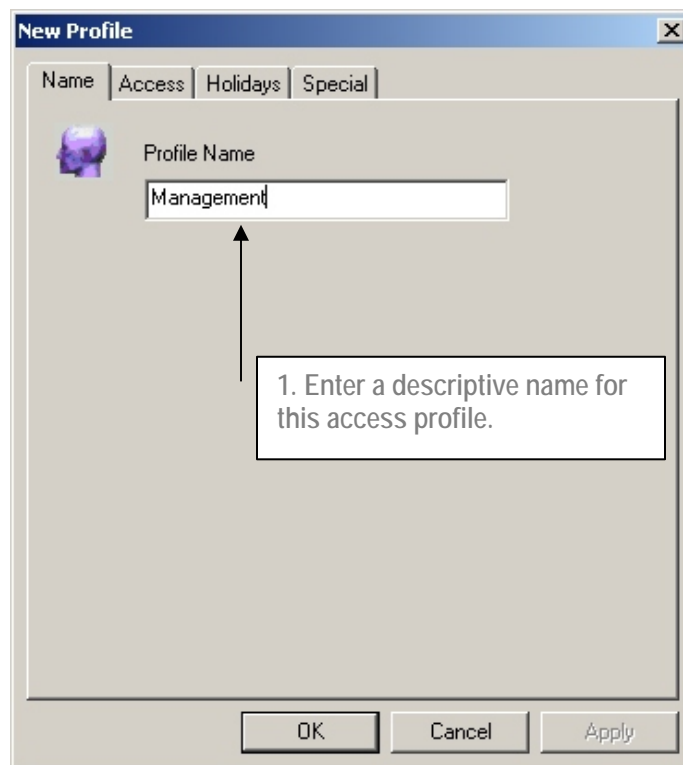 New Profile
Name Access Holidays Special
Profile Name
Management
1. Enter a descriptive name for
this access profile.
OK Cancel Apply